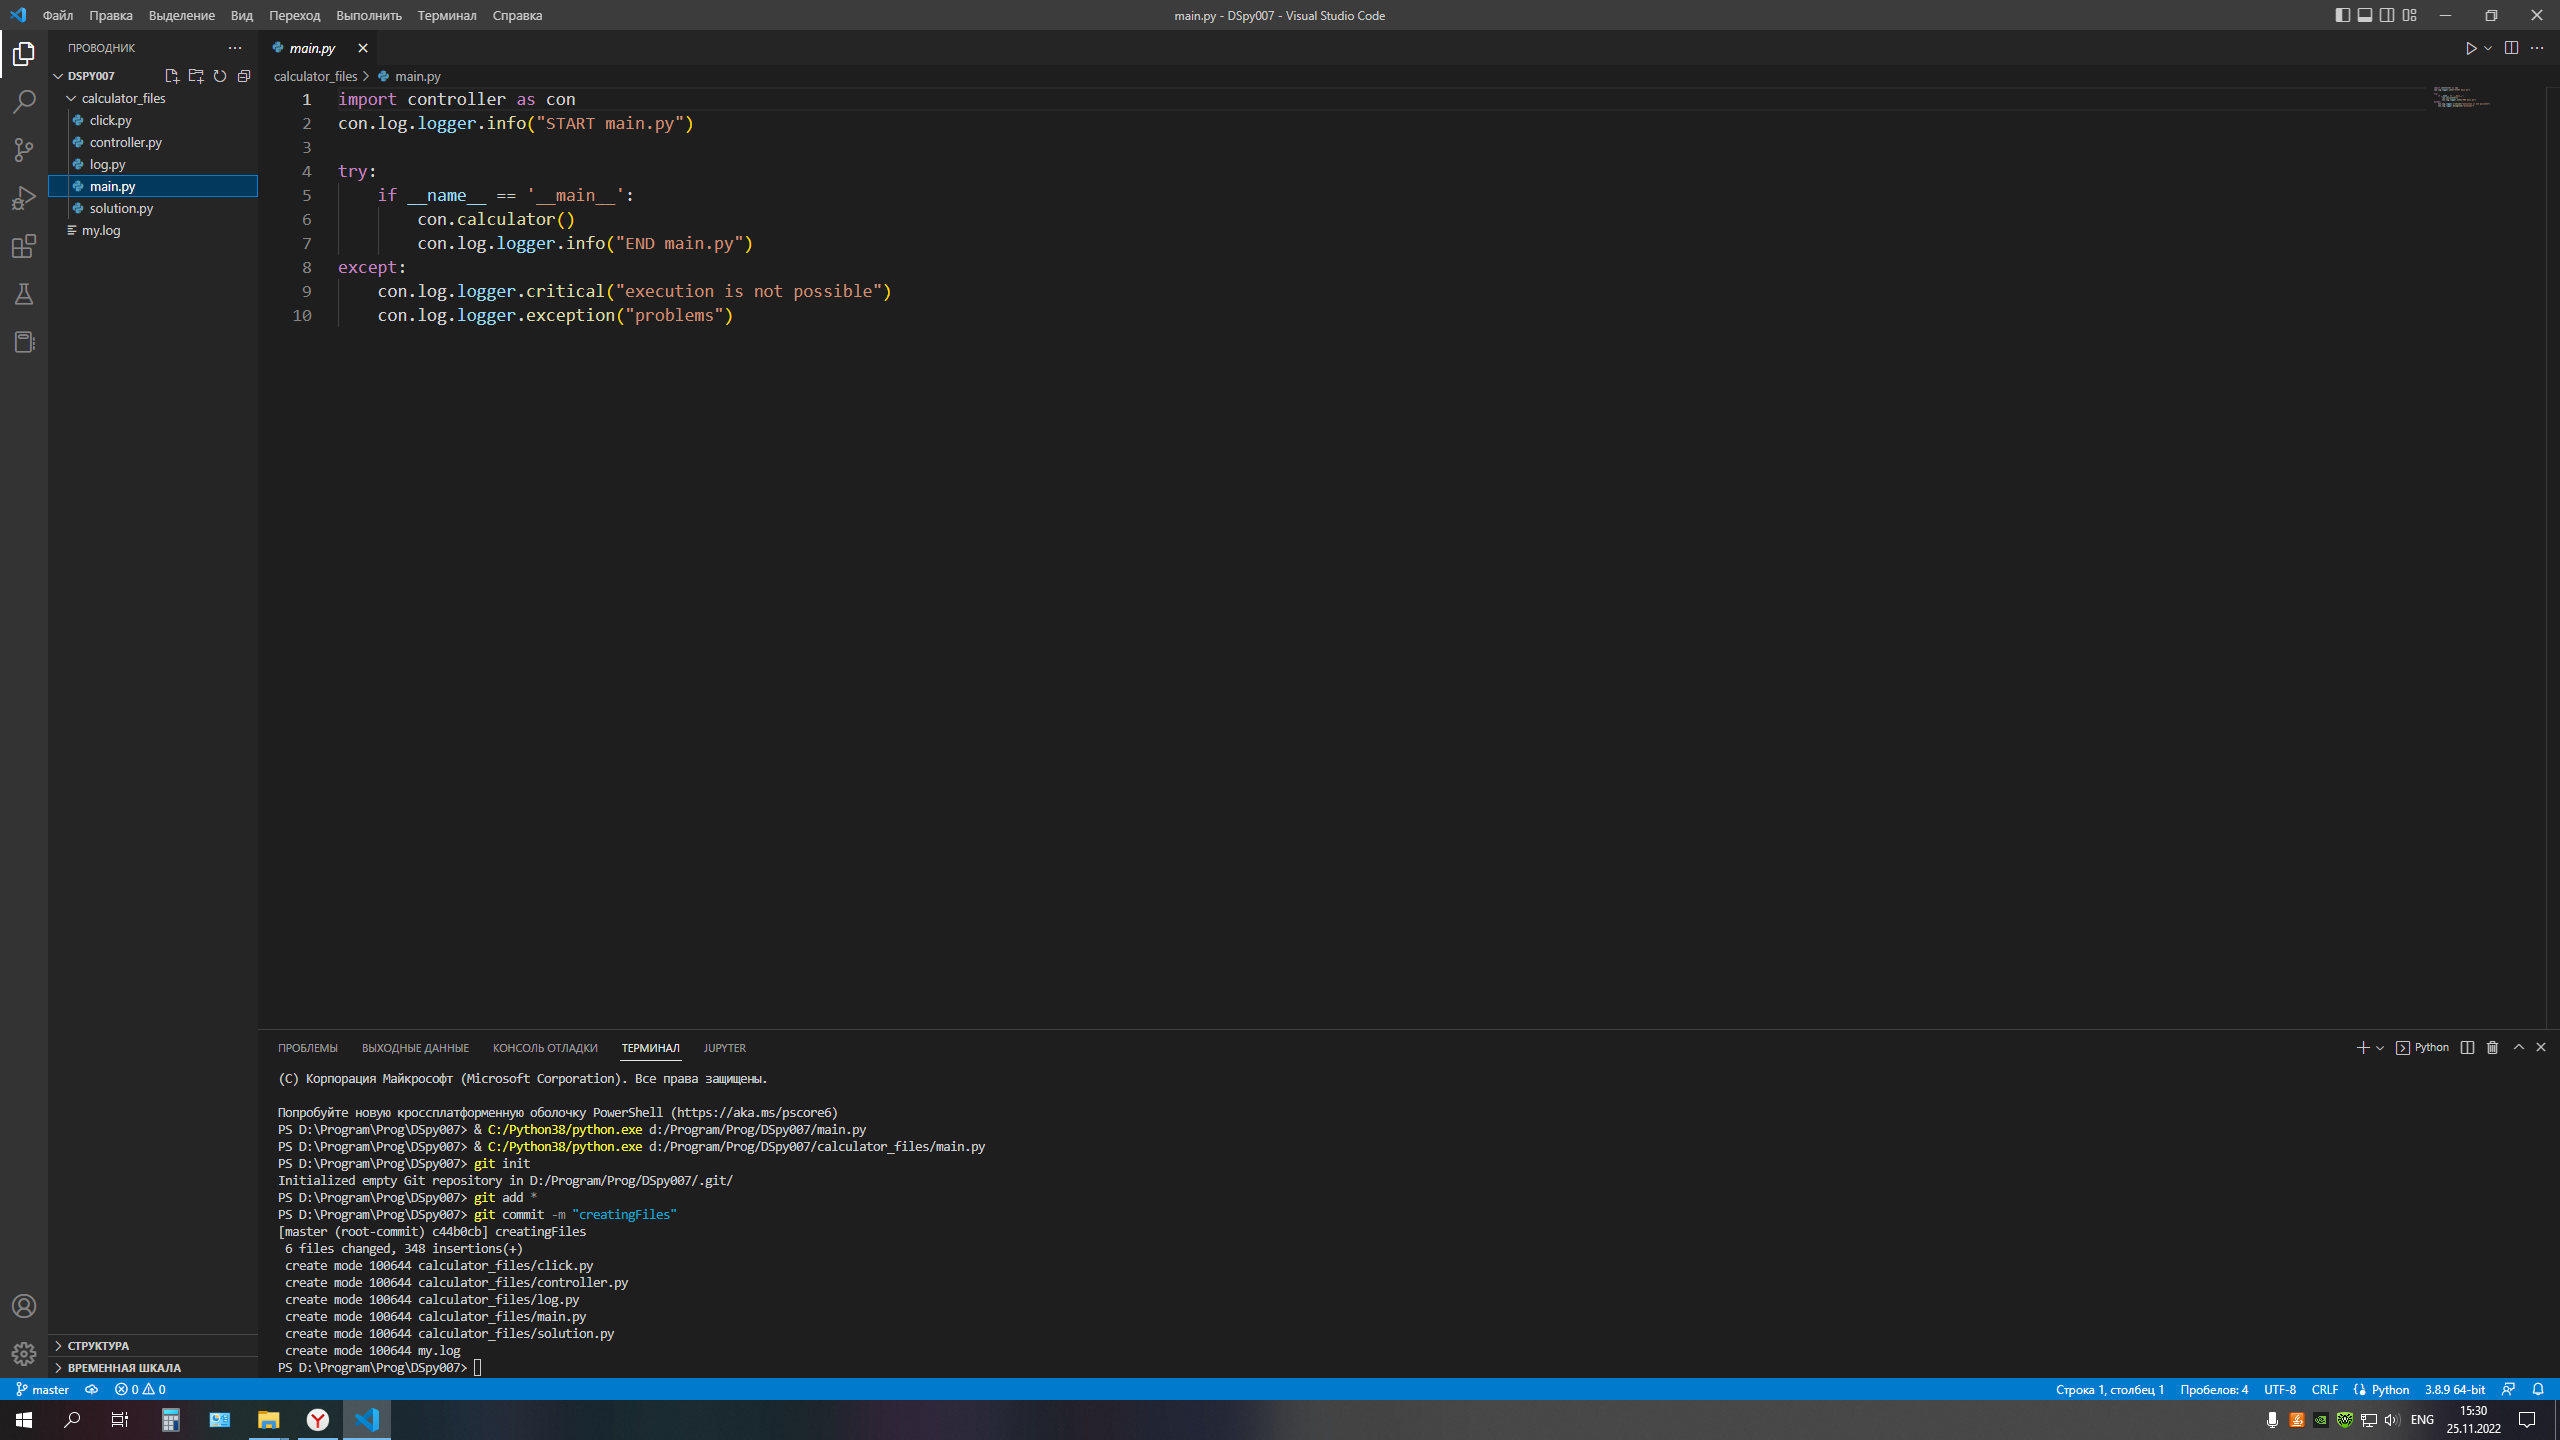 Файл Правка Выделение Вид Переход Выполнить Терминал Справка
main.py - DSpy007 - Visual Studio Code
ПРОВОДНИК
DSPY007
calculator_files
click.py
controller.py
log.py
main.py
solution.py
my.log
СТРУКТУРА
ВРЕМЕННАЯ ШКАЛА
main.py
calculator_files > main.py
1 import controller as con
2 con.log.logger.info("START main.py")
3
4 try:
5 if __name__ == '__main__':
6 con.calculator()
7 con.log.logger.info("END main.py")
8 except:
9 con.log.logger.critical("execution is not possible")
10 con.log.logger.exception("problems")
ПРОБЛЕМЫ ВЫХОДНЫЕ ДАННЫЕ КОНСОЛЬ ОТЛАДКИ ТЕРМИНАЛ JUPYTER
Python
(C) Корпорация Майкрософт (Microsoft Corporation). Все права защищены.
Попробуйте новую кроссплатформенную оболочку PowerShell (https://aka.ms/pscore6)
PS D:\Program\Prog\DSpy007> & C:/Python38/python.exe d:/Program/Prog/DSpy007/main.py
PS D:\Program\Prog\DSpy007> & C:/Python38/python.exe d:/Program/Prog/DSpy007/calculator_files/main.py
PS D:\Program\Prog\DSpy007> git init
Initialized empty Git repository in D:/Program/Prog/DSpy007/.git/
PS D:\Program\Prog\DSpy007> git add *
PS D:\Program\Prog\DSpy007> git commit -m "creatingFiles"
[master (root-commit) c44b0cb] creatingFiles
6 files changed, 348 insertions(+)
create mode 100644 calculator_files/click.py
create mode 100644 calculator_files/controller.py
create mode 100644 calculator_files/log.py
create mode 100644 calculator_files/main.py
create mode 100644 calculator_files/solution.py
create mode 100644 my.log
PS D:\Program\Prog\DSpy007>
master 0 0
Строка 1, столбец 1 Пробелов: 4 UTF-8 CRLF Python 3.8.9 64-bit
ENG
15:30
25.11.2022